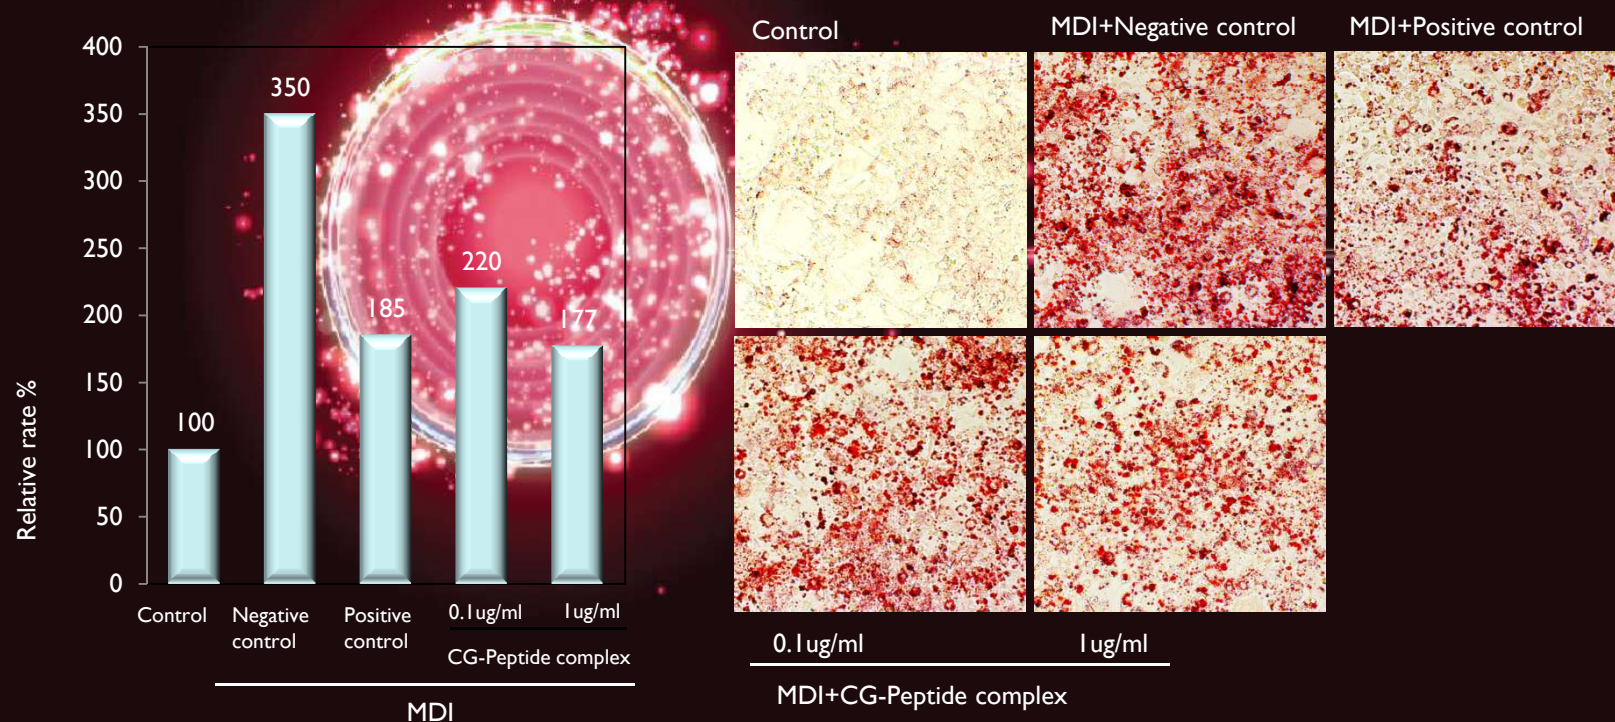 400
350
300
250
200
150
100
50
0
Relative rate %
100
350
185
220
177
Control
Negative
control
Positive
control
0.1ug/ml
1ug/ml
CG-Peptide complex
MDI
Control
MDI+Negative control
MDI+Positive control
0.1ug/ml
1ug/ml
MDI+CG-Peptide complex